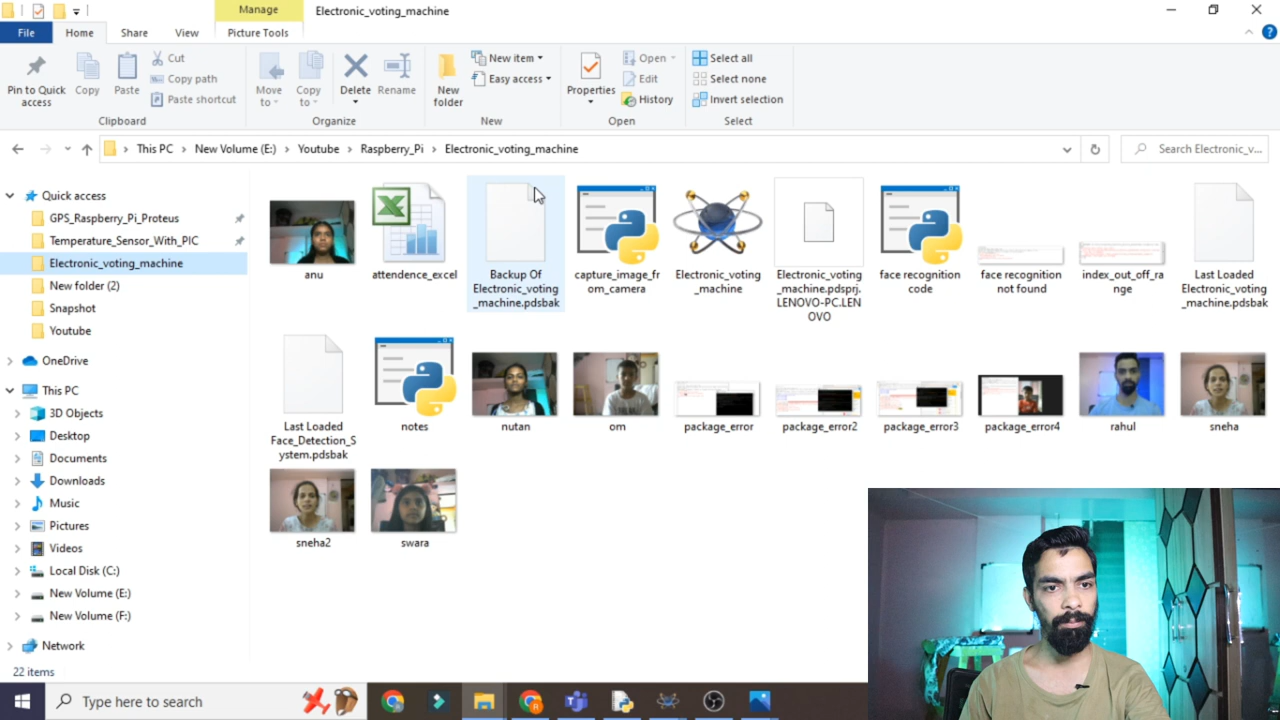 Manage
Electronic_voting_machine
File
Home
Share
View
Picture Tools
Pin to Quick
access
Copy
Paste
Cut
Copy path
Paste shortcut
Clipboard
Move
to
Copy
to
Delete
Rename
Organize
New
folder
New item
Easy access
New
Properties
Open
Edit
History
Open
Select all
Select none
Invert selection
Select
This PC
New Volume (E:)
Youtube
Raspberry_Pi
Electronic_voting_machine
Search Electronic_v...
Quick access
GPS_Raspberry_Pi_Proteus
Temperature_Sensor_With_PIC
Electronic_voting_machine
New folder (2)
Snapshot
Youtube
OneDrive
This PC
3D Objects
Desktop
Documents
Downloads
Music
Pictures
Videos
Local Disk (C:)
New Volume (E:)
New Volume (F:)
Network
anu
attendence_excel
Backup Of
Electronic_voting
_machine.pdsbak
capture_image_fr
om_camera
Electronic_voting
_machine
Electronic_voting
_machine.pdsprj.
LENOVO-PC.LEN
OVO
face recognition
code
face recognition
not found
index_out_off_ra
nge
Last Loaded
Electronic_voting
_machine.pdsbak
Last Loaded
Face_Detection_S
ystem.pdsbak
notes
nutan
om
package_error
package_error2
package_error3
package_error4
rahul
sneha
sneha2
swara
22 items
Type here to search